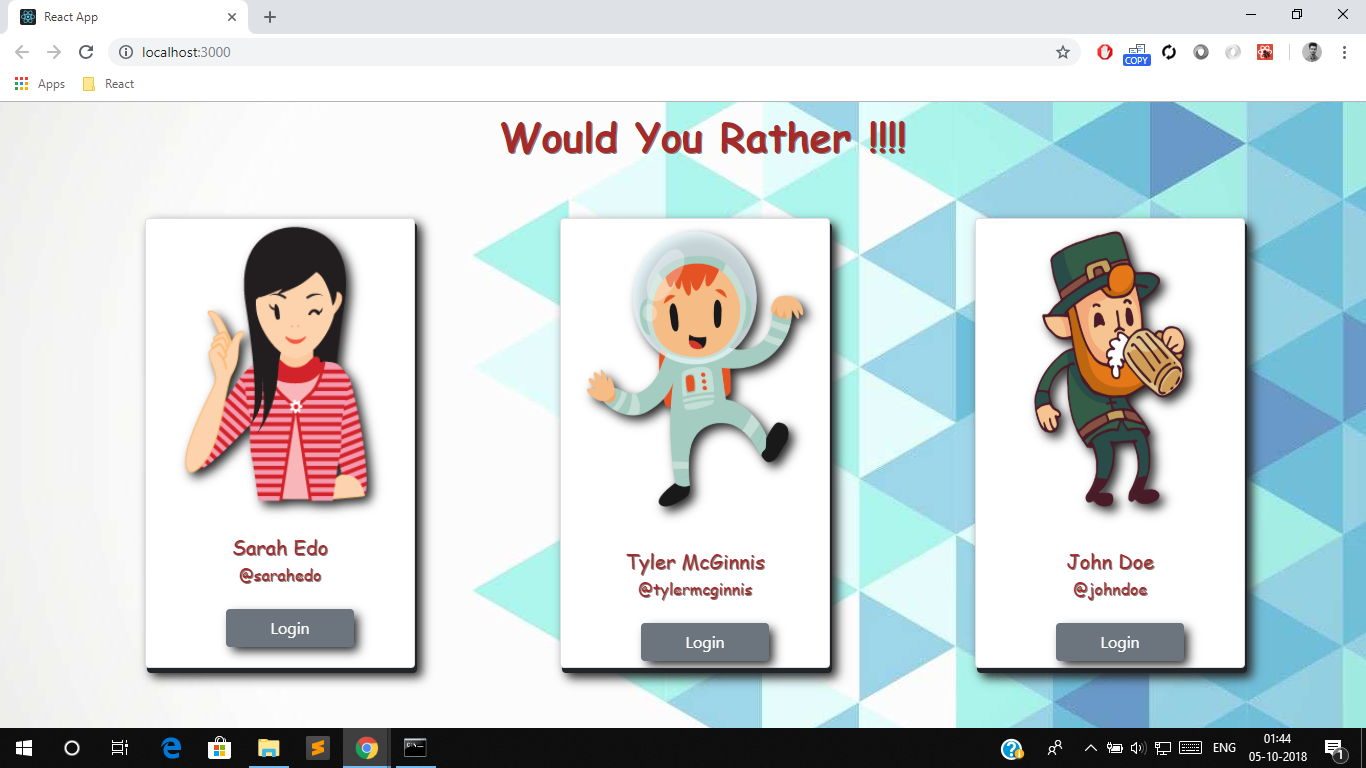 React App
localhost:3000
COPY
Apps
React
Would You Rather !!!!
Sarah Edo
@sarahedo
Login
Tyler McGinnis
@tylermcginnis
Login
John Doe
@johndoe
Login
ENG
01:44
05-10-2018
1